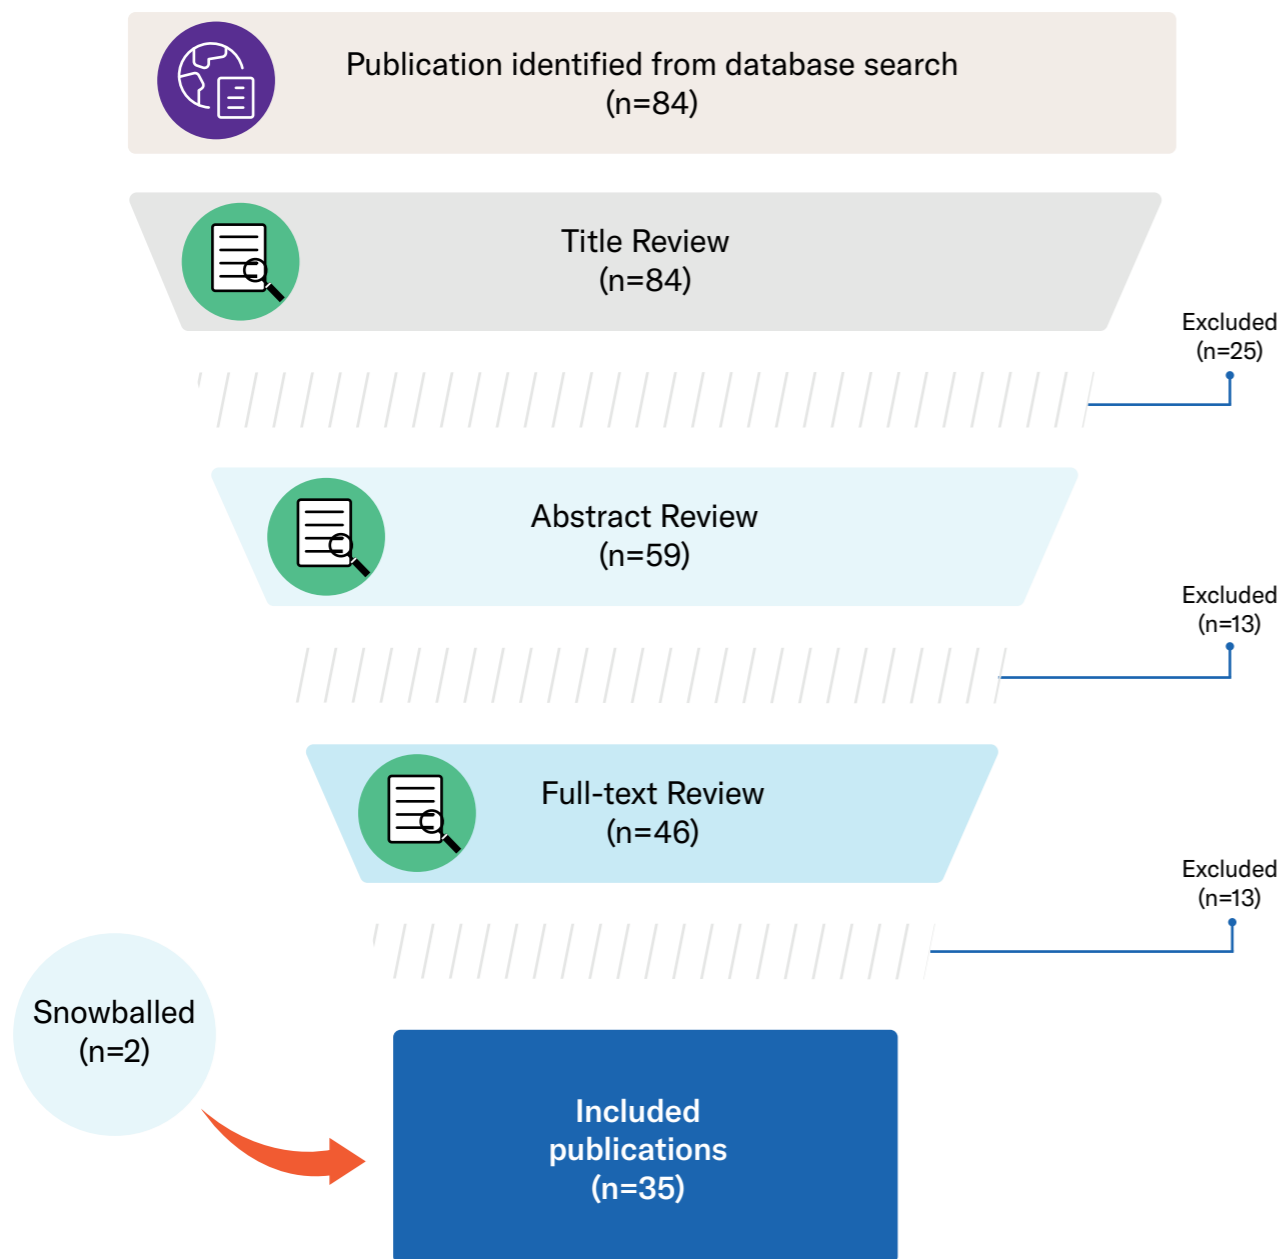 Publication identified from database search
(n=84)
Title Review
(n=84)
Excluded
(n=25)
Abstract Review
(n=59)
Excluded
(n=13)
Full-text Review
(n=46)
Excluded
(n=13)
Snowballed
(n=2)
Included
publications
(n=35)